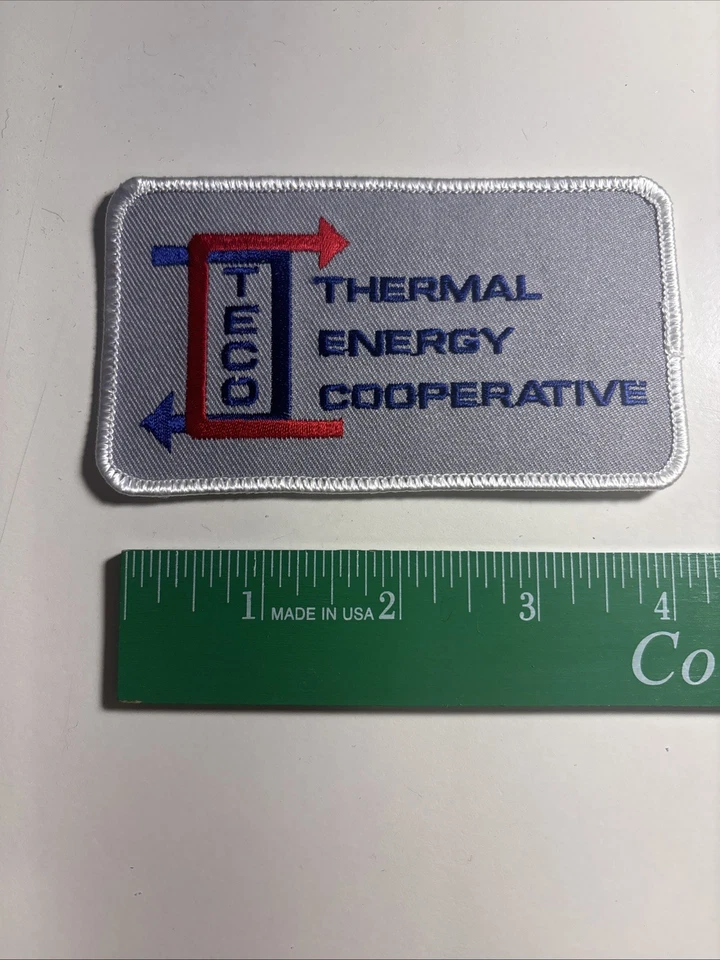 TECO
THERMAL
ENERGY
COOPERATIVE
1 MADE IN USA 2 3 4
Co